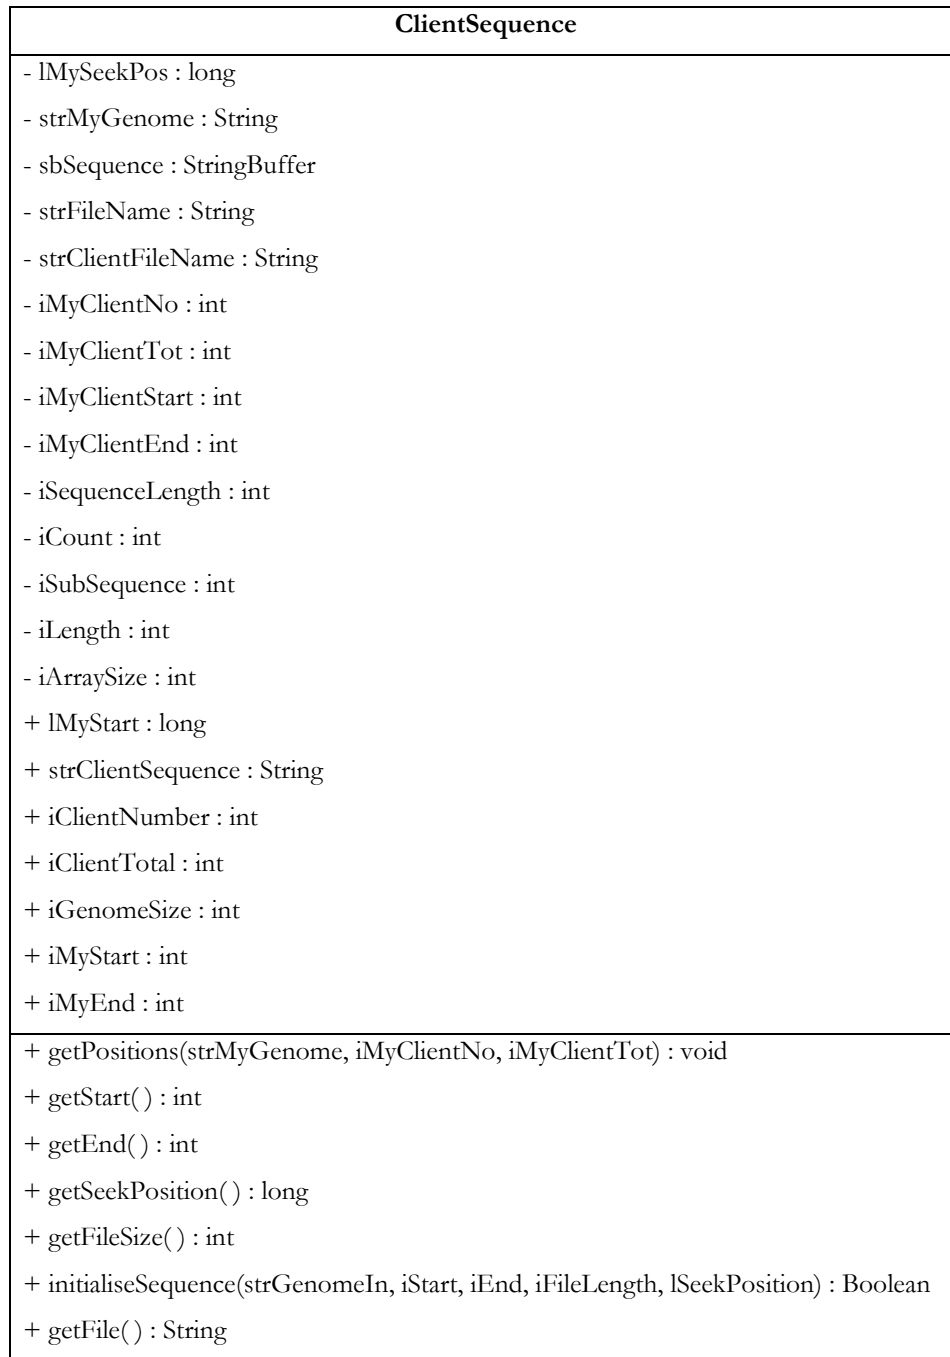 ClientSequence
- lMySeekPos : long
- strMyGenome : String
- sbSequence : StringBuffer
- strFileName : String
- strClientFileName : String
- iMyClientNo : int
- iMyClientTot : int
- iMyClientStart : int
- iMyClientEnd : int
- iSequenceLength : int
- iCount : int
- iSubSequence : int
- iLength : int
- iArraySize : int
+ lMyStart : long
+ strClientSequence : String
+ iClientNumber : int
+ iClientTotal : int
+ iGenomeSize : int
+ iMyStart : int
+ iMyEnd : int
+ getPositions(strMyGenome, iMyClientNo, iMyClientTot) : void
+ getStart( ) : int
+ getEnd( ) : int
+ getSeekPosition( ) : long
+ getFileSize( ) : int
+ initialiseSequence(strGenomeIn, iStart, iEnd, iFileLength, lSeekPosition) : Boolean
+ getFile( ) : String